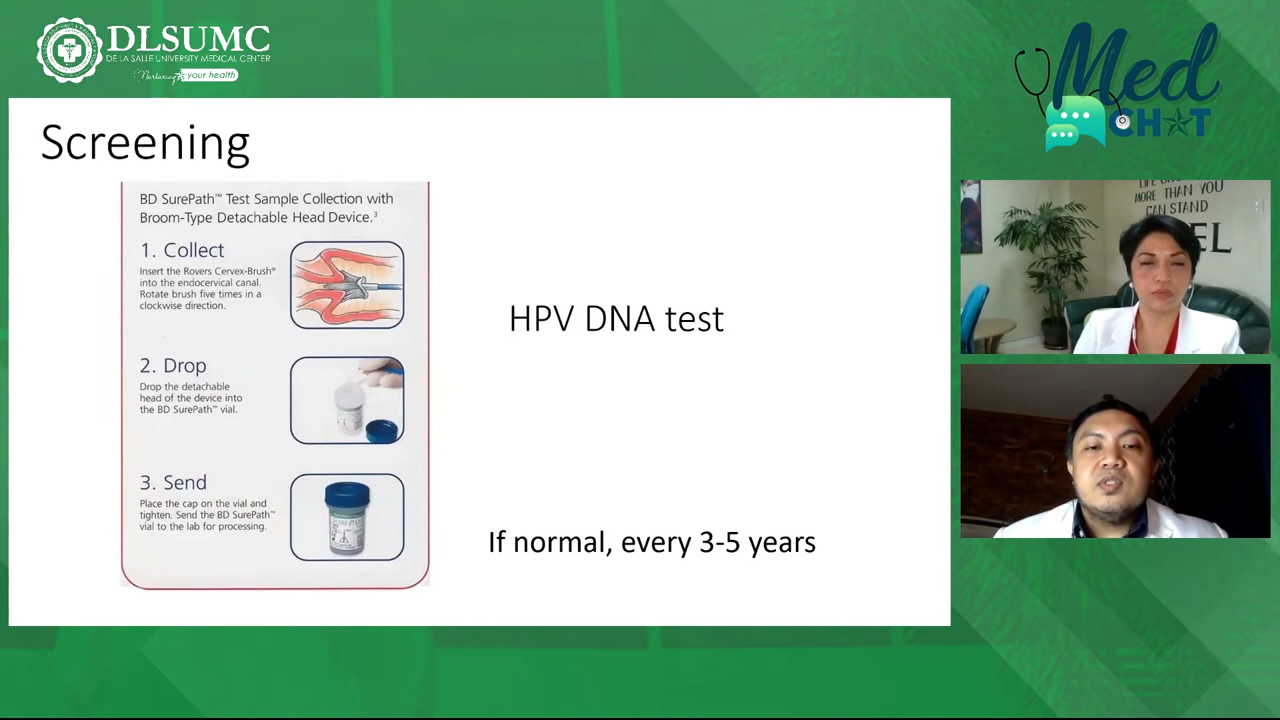 DLSUMC
DE LA SALLE UNIVERSITY MEDICAL CENTER
Nurturing your health
Med
CHAT
Screening
BD SurePath™ Test Sample Collection with
Broom-Type Detachable Head Device.3
1. Collect
Insert the Rovers Cervex-Brush®
into the endocervical canal.
Rotate brush five times in a
clockwise direction.
2. Drop
Drop the detachable
head of the device into
the BD SurePath™ vial.
3. Send
Place the cap on the vial and
tighten. Send the BD SurePath™
vial to the lab for processing.
HPV DNA test
If normal, every 3-5 years
MORE THAN YOU
CAN STAND